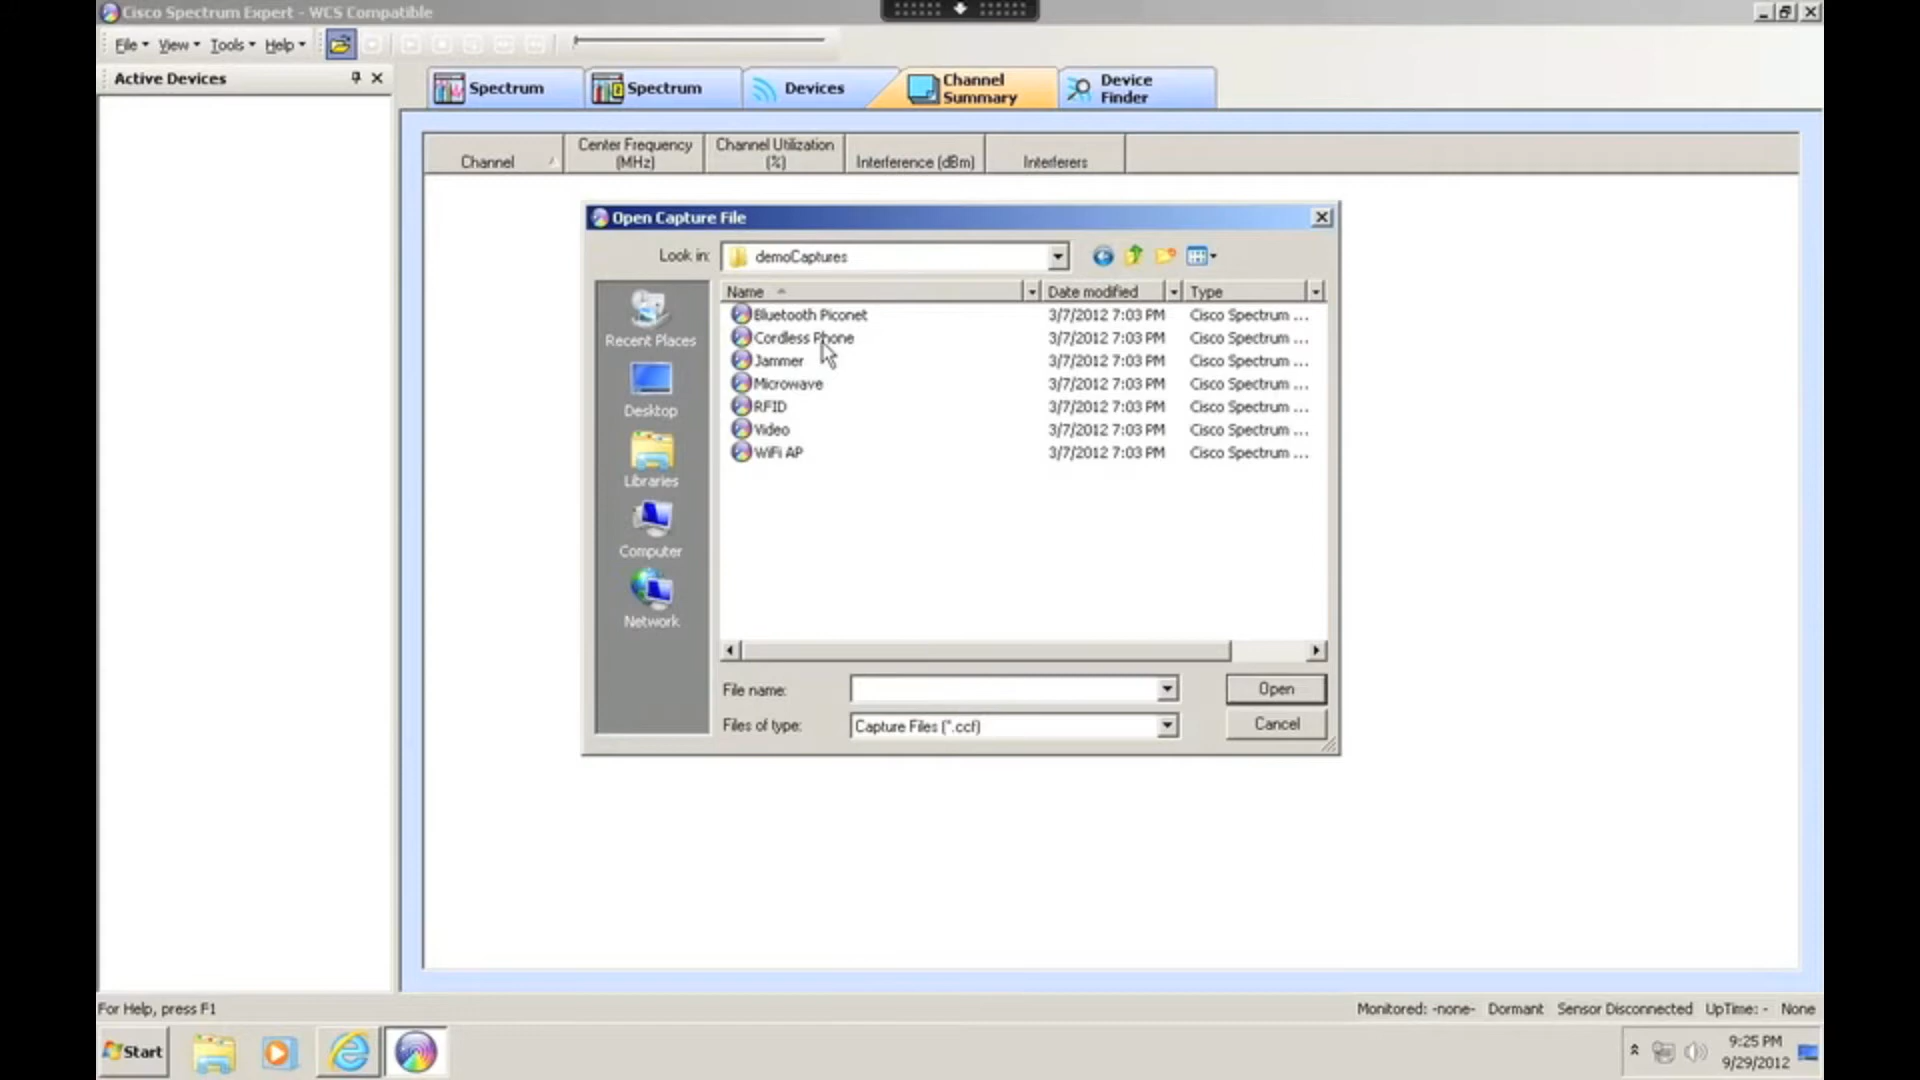 Cisco Spectrum Expert - WCS Compatible
File View Tools Help
Active Devices
Spectrum
Spectrum
Devices
Channel
Summary
Device
Finder
Channel
Center Frequency
(MHz)
Channel Utilization
(%)
Interference (dBm)
Interferers
Open Capture File
Look in: demoCaptures
Name Date modified Type
Bluetooth Piconet 3/7/2012 7:03 PM Cisco Spectrum ...
Cordless Phone 3/7/2012 7:03 PM Cisco Spectrum ...
Jammer 3/7/2012 7:03 PM Cisco Spectrum ...
Microwave 3/7/2012 7:03 PM Cisco Spectrum ...
RFID 3/7/2012 7:03 PM Cisco Spectrum ...
Video 3/7/2012 7:03 PM Cisco Spectrum ...
WiFi AP 3/7/2012 7:03 PM Cisco Spectrum ...
Recent Places
Desktop
Libraries
Computer
Network
File name: Open
Files of type: Capture Files (*.ccf) Cancel
For Help, press F1 Monitored: -none- Dormant Sensor Disconnected UpTime: - None
Start
9:25 PM
9/29/2012